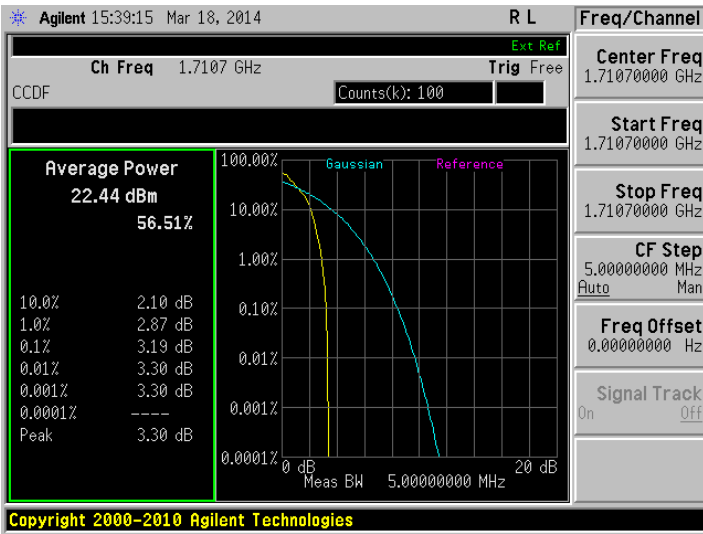 Agilent 15:39:15 Mar 18, 2014 R L
Ext Ref
Ch Freq 1.7107 GHz Trig Free
CCDF Counts(k): 100
Average Power
22.44 dBm
56.51%
10.0% 2.10 dB
1.0% 2.87 dB
0.1% 3.19 dB
0.01% 3.30 dB
0.001% 3.30 dB
0.0001% ----
Peak 3.30 dB
Gaussian Reference
100.00%
10.00%
1.00%
0.10%
0.01%
0.001%
0.0001%
0 dB 20 dB
Meas BW 5.00000000 MHz
Freq/Channel
Center Freq
1.71070000 GHz
Start Freq
1.71070000 GHz
Stop Freq
1.71070000 GHz
CF Step
5.00000000 MHz
Auto Man
Freq Offset
0.00000000 Hz
Signal Track
On Off
Copyright 2000-2010 Agilent Technologies